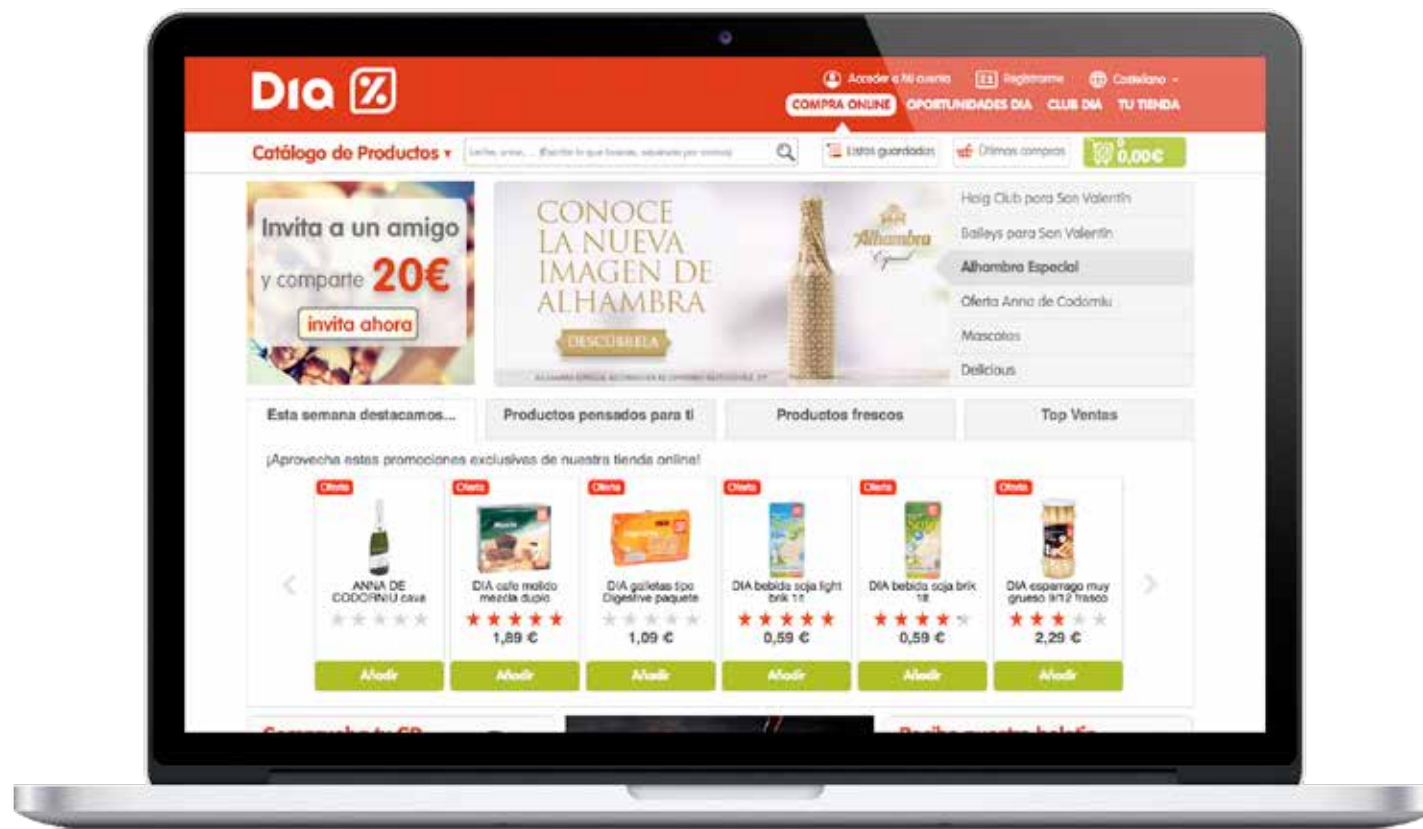 DIa %
Acceder a Mi cuenta
Registrarme
Castellano
COMPRA ONLINE
OPORTUNIDADES DIA
CLUB DIA
TU TIENDA
Catálogo de Productos
Listas guardadas
Últimas compras
0
0,00€
Invita a un amigo
y comparte 20€
invita ahora
CONOCE
LA NUEVA
IMAGEN DE
ALHAMBRA
DESCÚBRELA
Alhambra
Especial
Haig Club para San Valentín
Baileys para San Valentín
Alhambra Especial
Oferta Anna de Codorniu
Mascotas
Delicious
Esta semana destacamos...
Productos pensados para ti
Productos frescos
Top Ventas
¡Aprovecha estas promociones exclusivas de nuestra tienda online!
Oferta
Oferta
Oferta
Oferta
Oferta
Oferta
ANNA DE
CODORNIU cava
DIA cafe molido
mezcla duplo
1,89 €
DIA galletas tipo
Digestive paquete
1,09 €
DIA bebida soja light
brik 1lt
0,59 €
DIA bebida soja brik
1lt
0,59 €
DIA esparrago muy
grueso 9/12 frasco
2,29 €
Añadir
Añadir
Añadir
Añadir
Añadir
Añadir